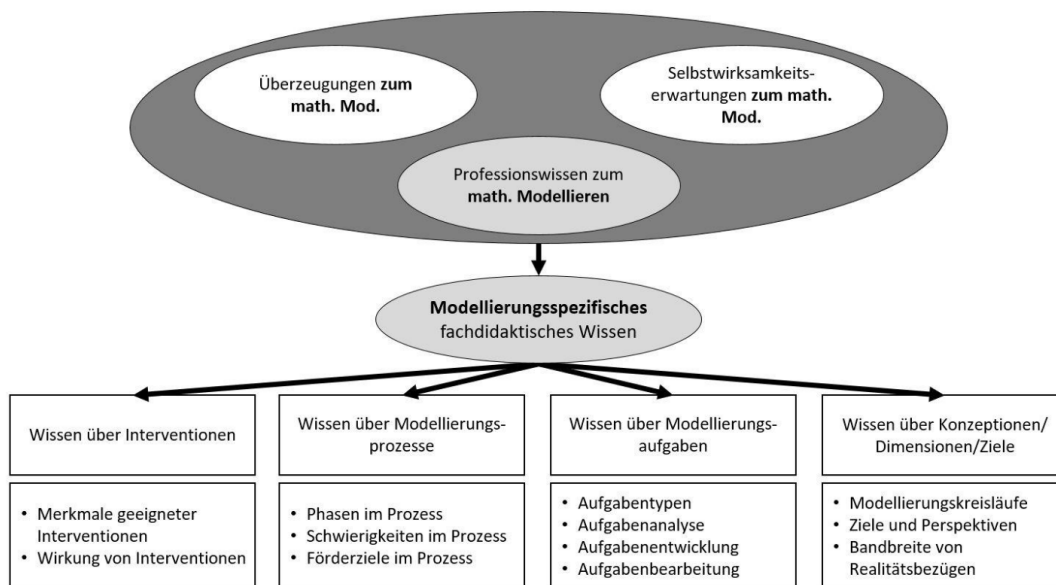 Überzeugungen zum
math. Mod.
Selbstwirksamkeits-
erwartungen zum math.
Mod.
Professionswissen zum
math. Modellieren
Modellierungsspezifisches
fachdidaktisches Wissen
Wissen über Interventionen
Wissen über Modellierungs-
prozesse
Wissen über Modellierungs-
aufgaben
Wissen über Konzeptionen/
Dimensionen/Ziele
• Merkmale geeigneter
Interventionen
• Wirkung von Interventionen
• Phasen im Prozess
• Schwierigkeiten im Prozess
• Förderziele im Prozess
• Aufgabentypen
• Aufgabenanalyse
• Aufgabenentwicklung
• Aufgabenbearbeitung
• Modellierungskreisläufe
• Ziele und Perspektiven
• Bandbreite von
Realitätsbezügen